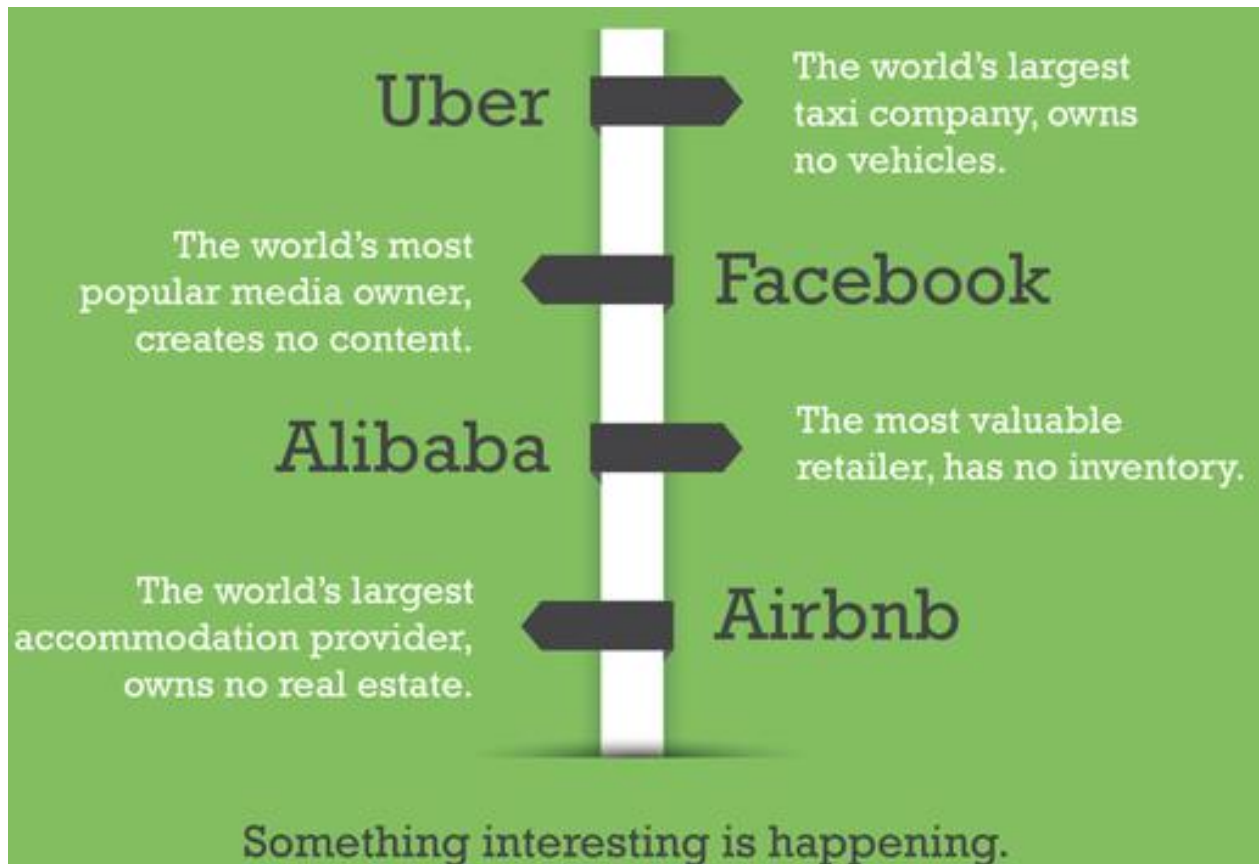 Uber
The world's largest
taxi company, owns
no vehicles.
The world's most
popular media owner,
creates no content.
Facebook
Alibaba
The most valuable
retailer, has no inventory.
The world's largest
accommodation provider,
owns no real estate.
Airbnb
Something interesting is happening.